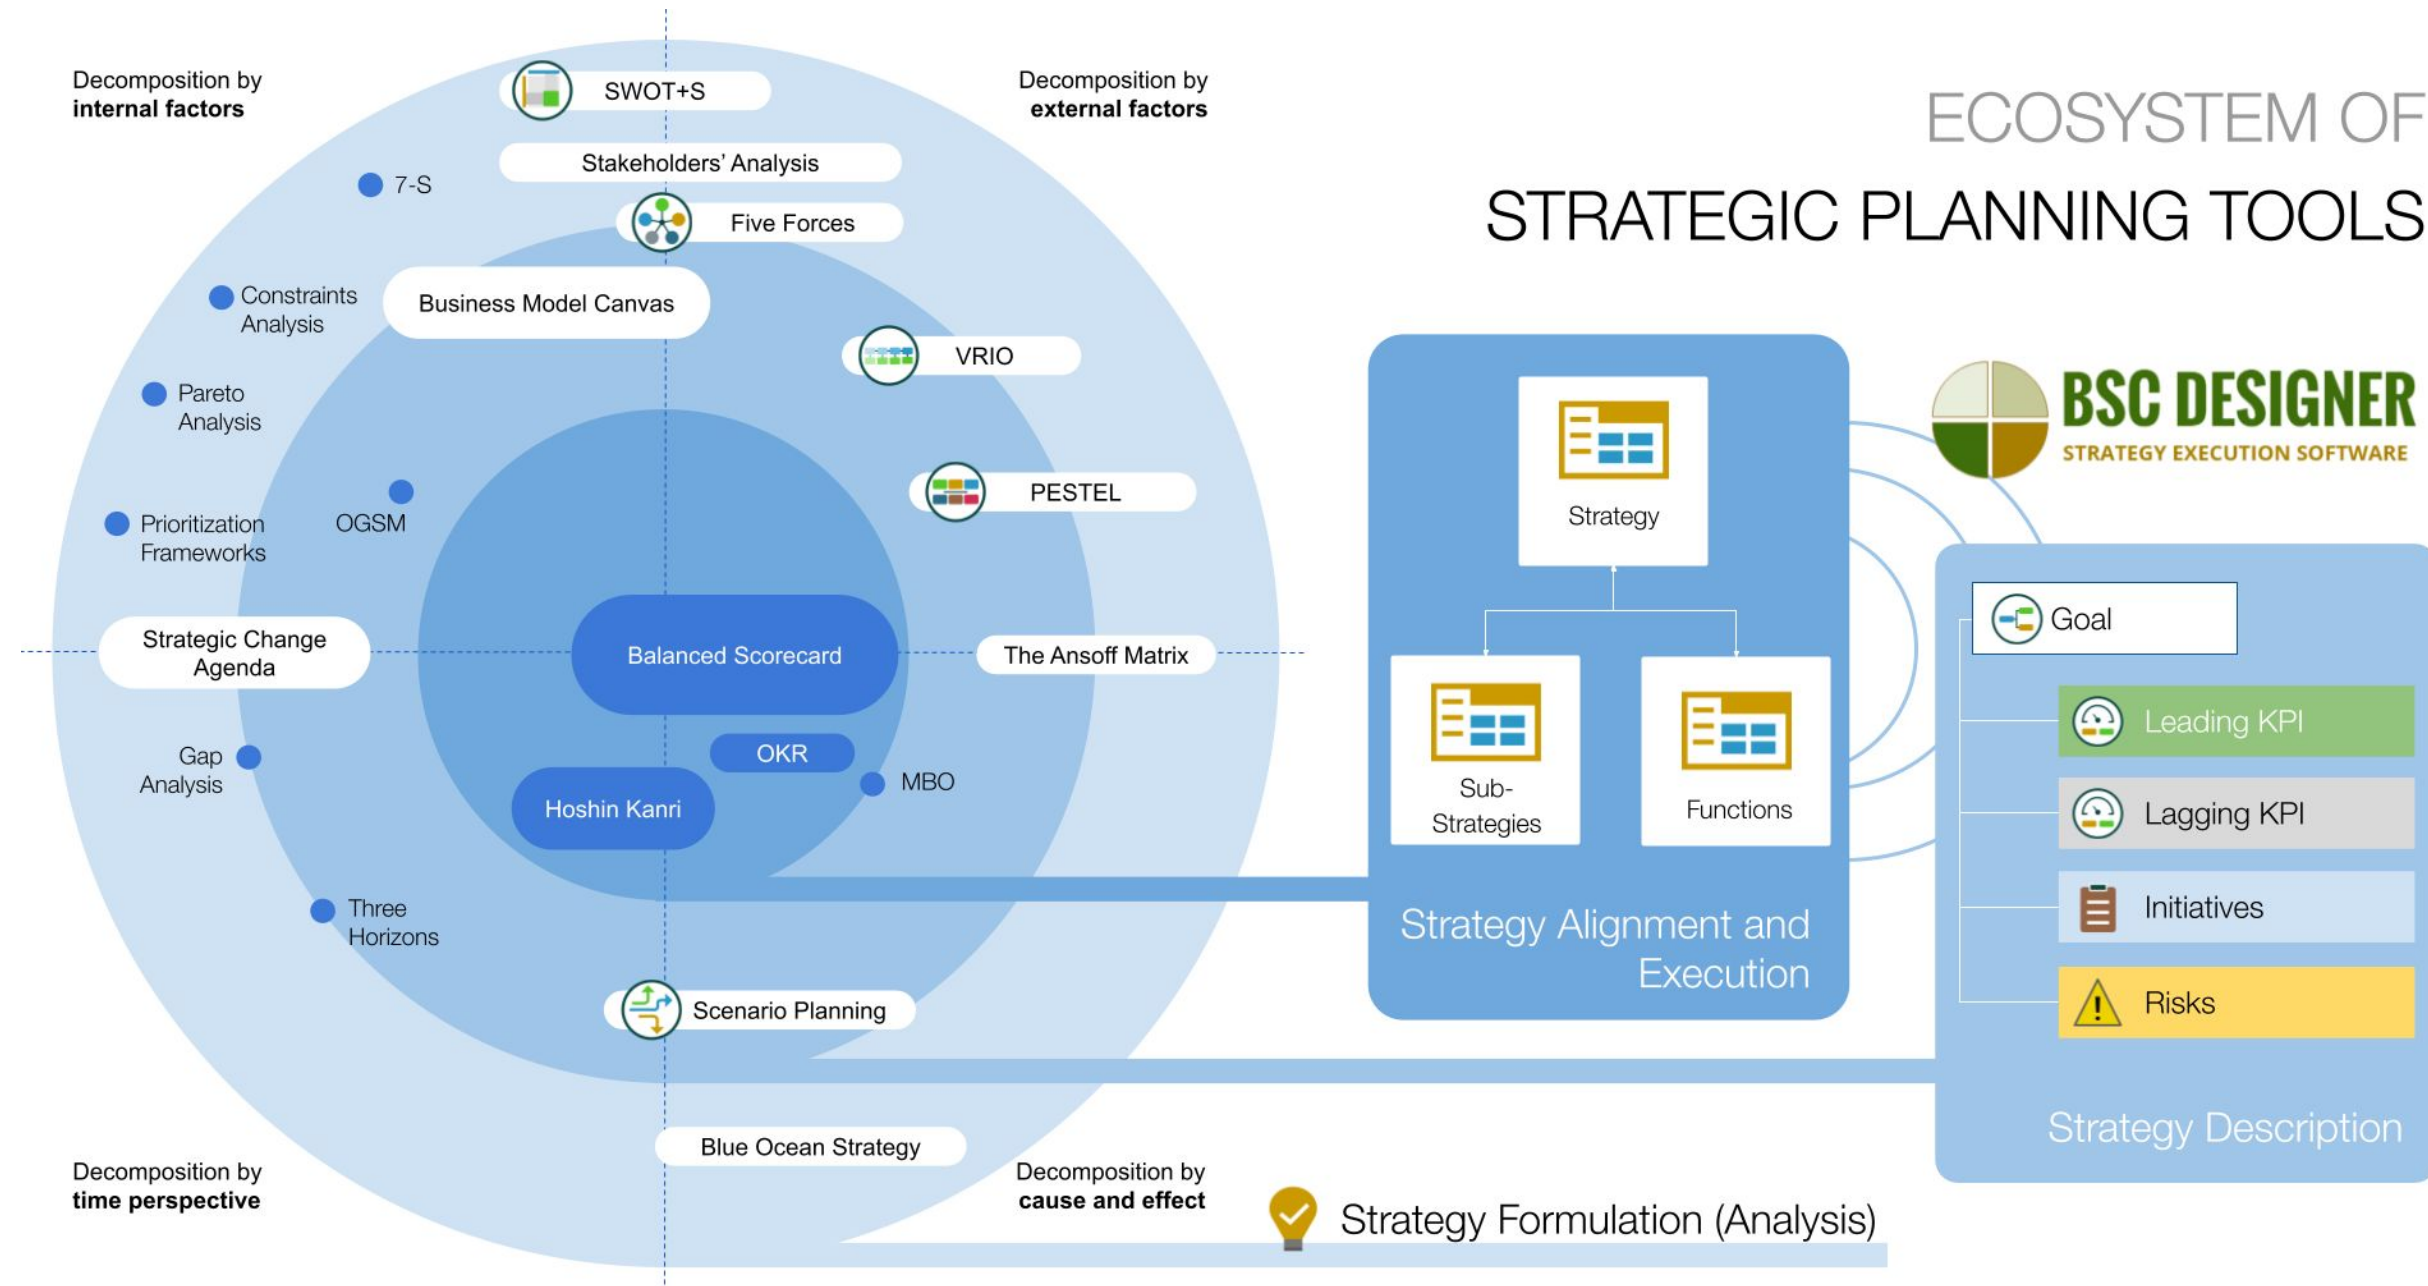 Decomposition by
internal factors
Decomposition by
external factors
ECOSYSTEM OF
STRATEGIC PLANNING TOOLS
SWOT+S
Stakeholders' Analysis
7-S
Five Forces
Constraints
Analysis
Business Model Canvas
VRIO
Pareto
Analysis
PESTEL
Prioritization
Frameworks
OGSM
Strategic Change
Agenda
Balanced Scorecard
The Ansoff Matrix
Gap
Analysis
OKR
MBO
Hoshin Kanri
Three
Horizons
Scenario Planning
Blue Ocean Strategy
Decomposition by
time perspective
Decomposition by
cause and effect
Strategy Formulation (Analysis)
Strategy
Sub-
Strategies
Functions
Strategy Alignment and
Execution
BSC DESIGNER
STRATEGY EXECUTION SOFTWARE
Goal
Leading KPI
Lagging KPI
Initiatives
Risks
Strategy Description